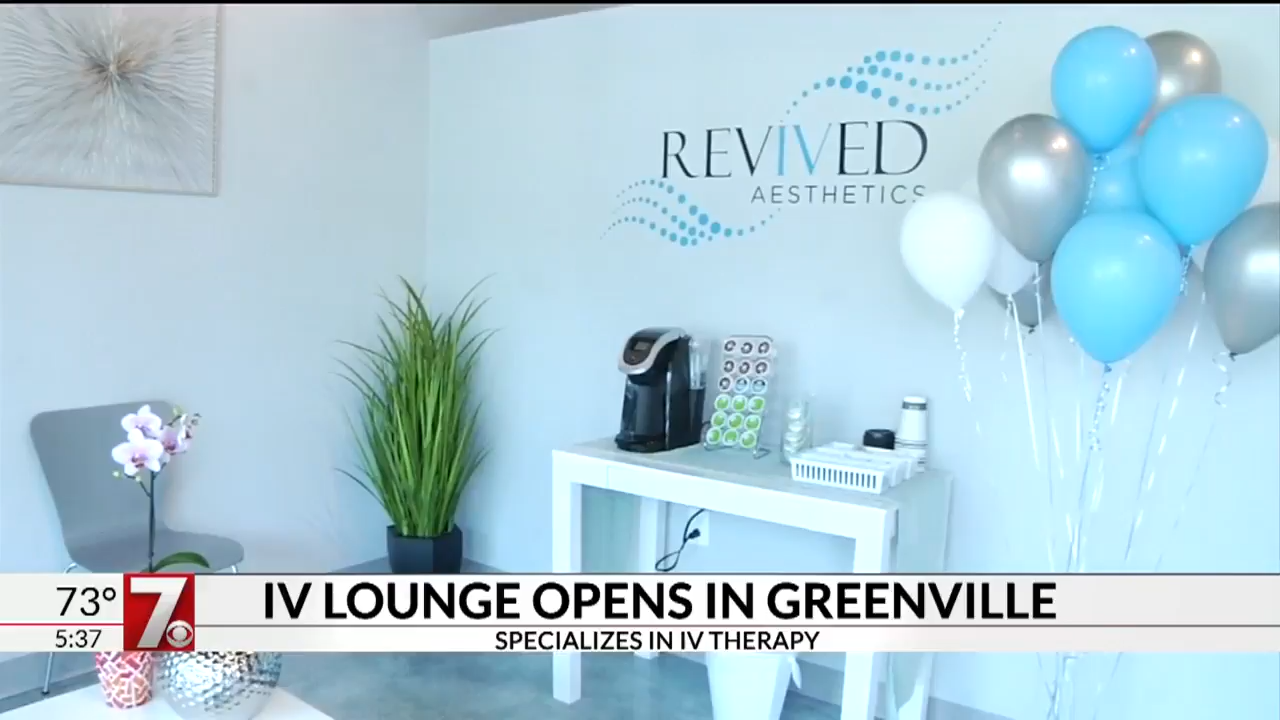 REVIVED
AESTHETICS
73°
5:37
7
IV LOUNGE OPENS IN GREENVILLE
SPECIALIZES IN IV THERAPY